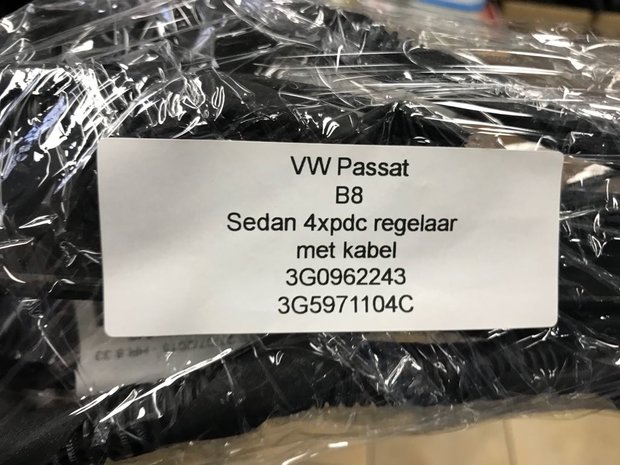 VW Passat
B8
Sedan 4xpdc regelaar
met kabel
3G0962243
3G5971104C